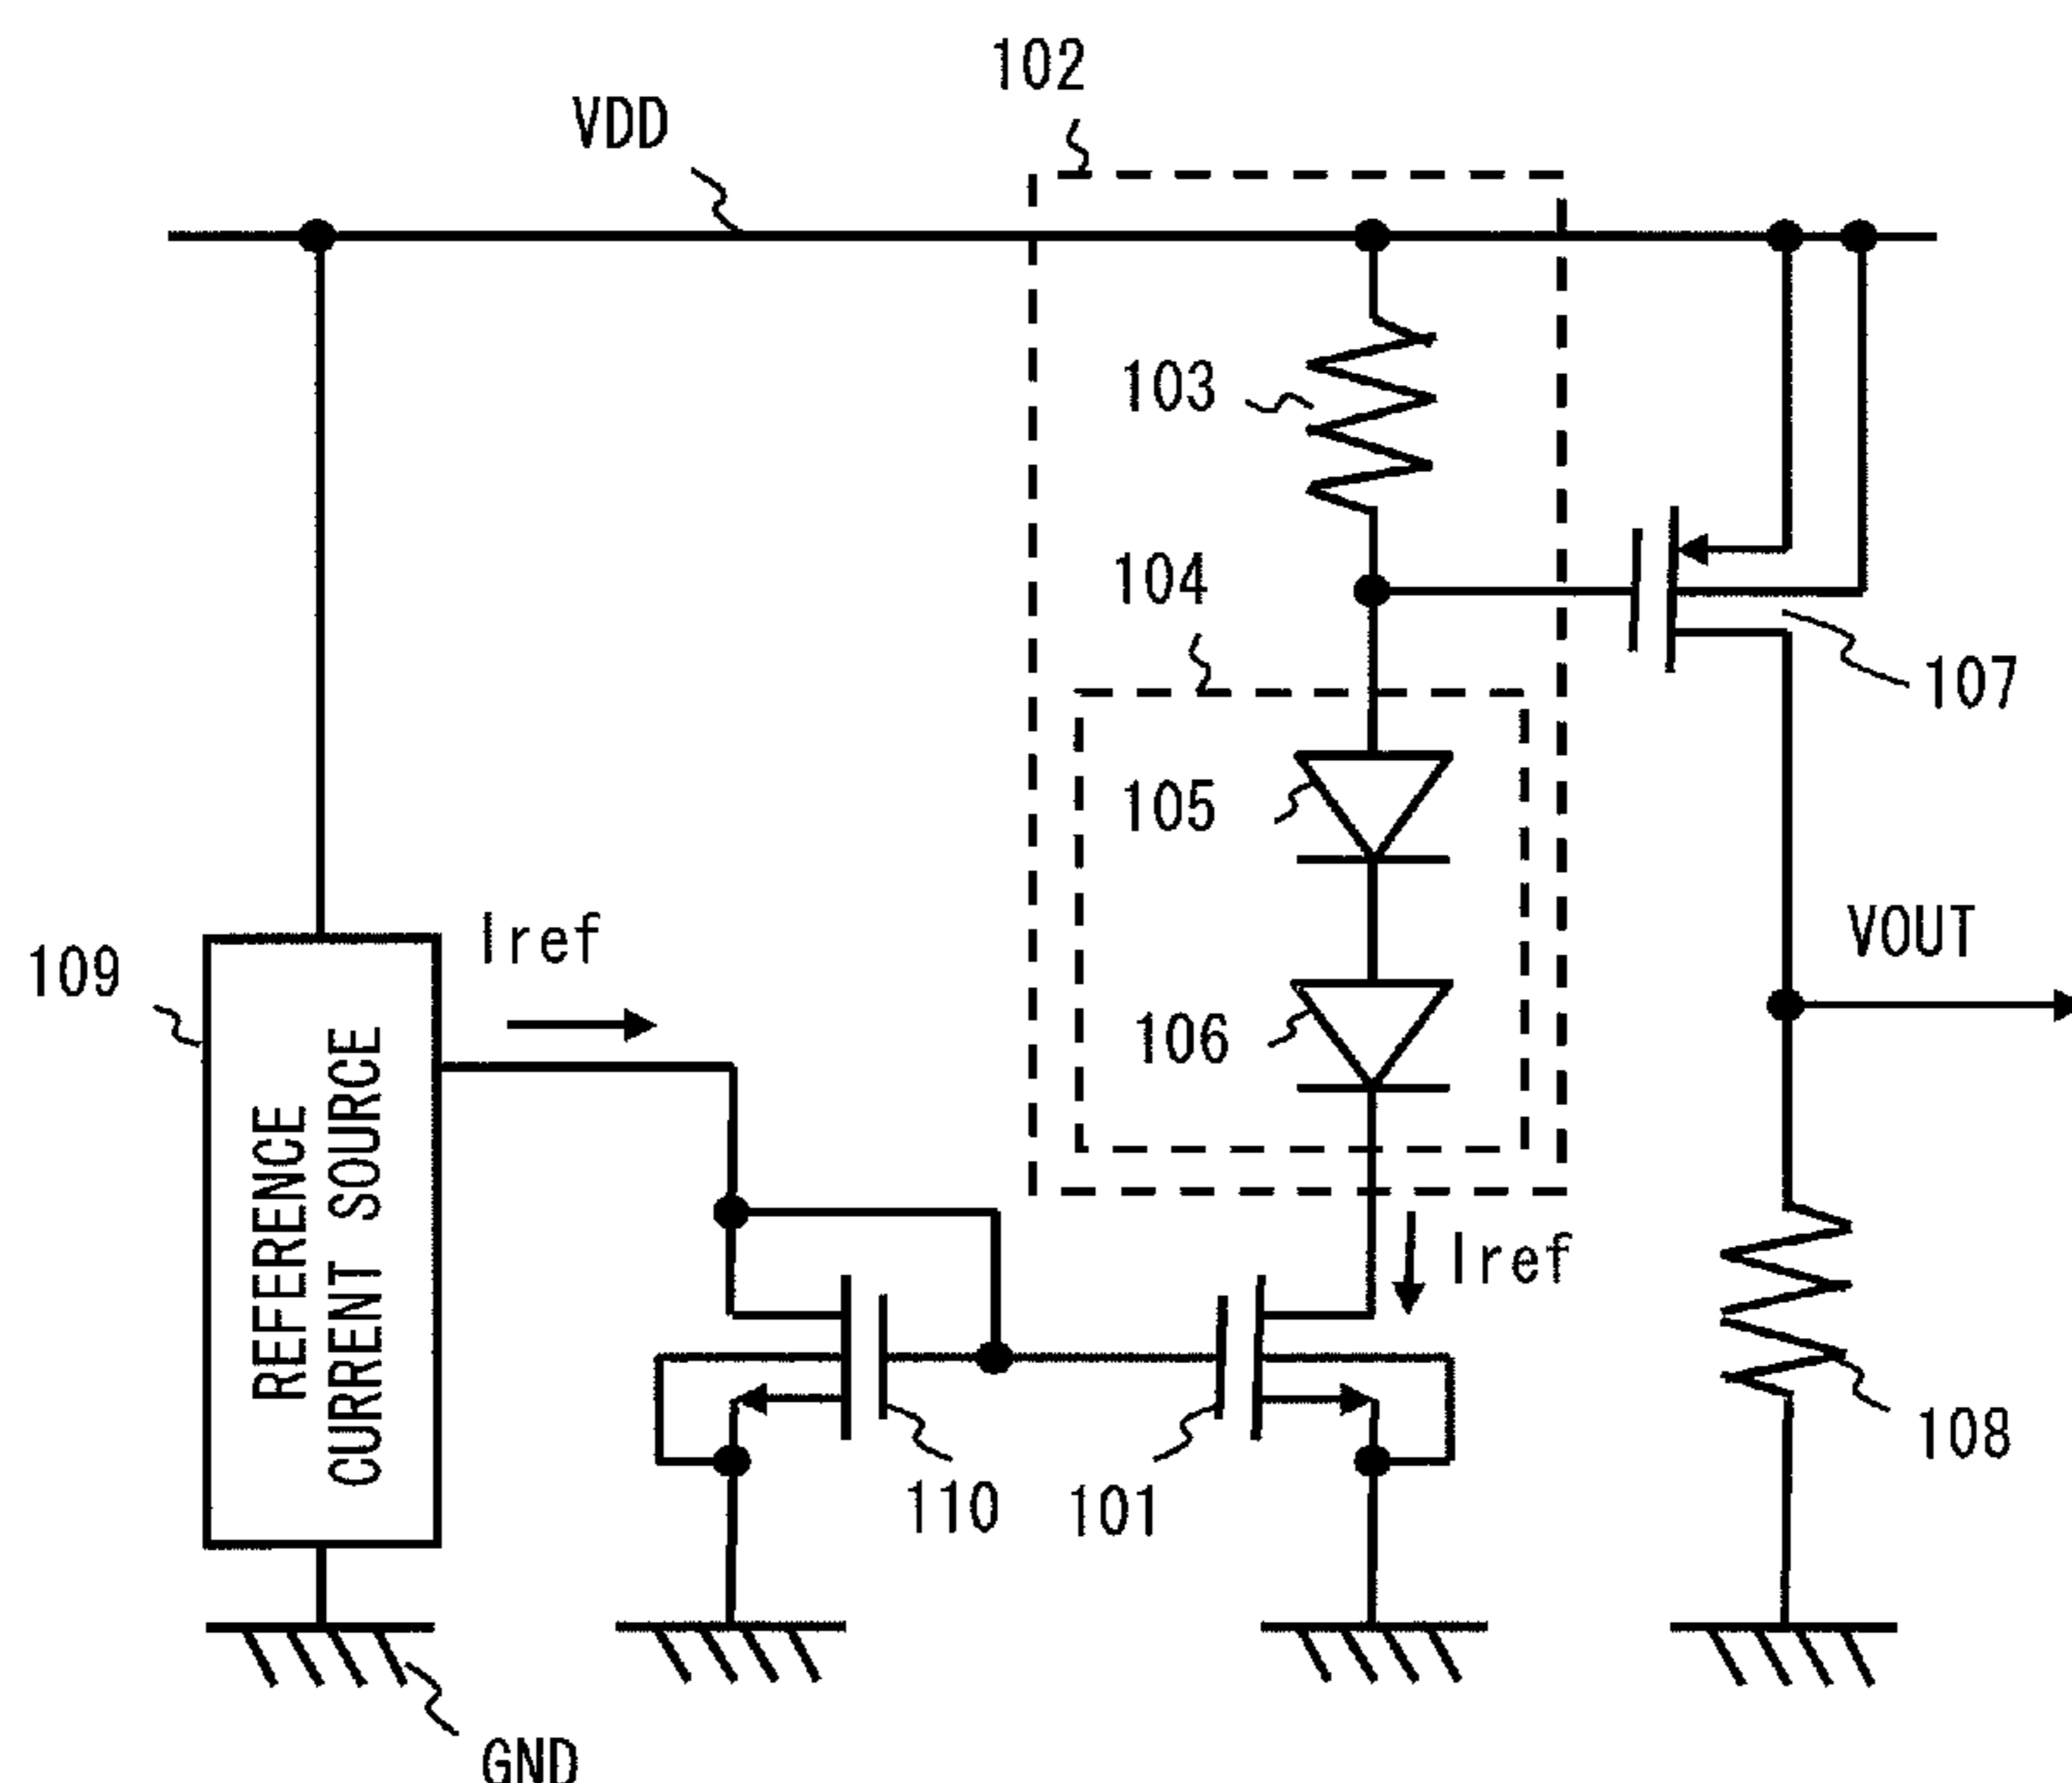 102
VDD
103
104
107
105
VOUT
109
Iref
106
REFERENCE
CURRENT SOURCE
Iref
108
110
101
GND